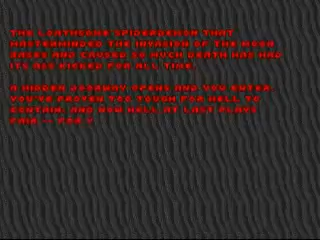 THE LOATHSOME SPIDERDEMON THAT
MASTERMINDED THE INVASION OF THE MOON
BASES AND CAUSED SO MUCH DEATH HAS HAD
ITS ASS KICKED FOR ALL TIME.
A HIDDEN DOORWAY OPENS AND YOU ENTER.
YOU'VE PROVEN TOO TOUGH FOR HELL TO
CONTAIN, AND NOW HELL AT LAST PLAYS
FAIR -- FOR Y